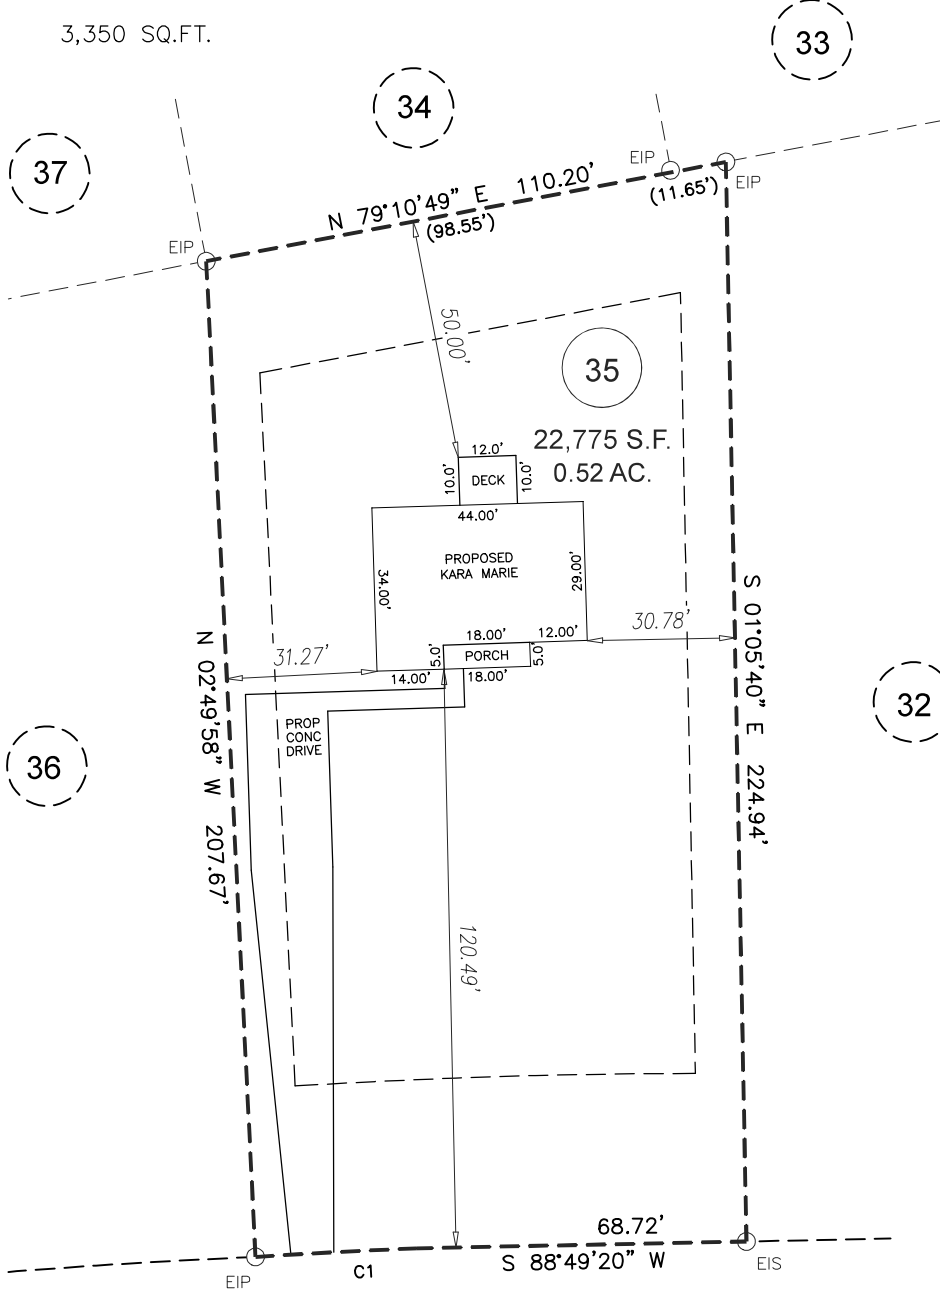 3,350 SQ.FT.
33
34
37
EIP
EIP
N 79°10'49" E 110.20'
(11.65')
(98.55')
EIP
50.00'
35
22,775 S.F.
0.52 AC.
12.0'
10.0'
DECK
10.0'
44.00'
PROPOSED
KARA MARIE
34.00'
29.00'
18.00'
12.00'
30.78'
S 01°05'40" E 224.94'
31.27'
5.0'
PORCH
5.0'
14.00'
18.00'
N 02°49'58" W 207.67'
PROP
CONC
DRIVE
32
36
120.49'
68.72'
S 88°49'20" W
C1
EIP
EIS